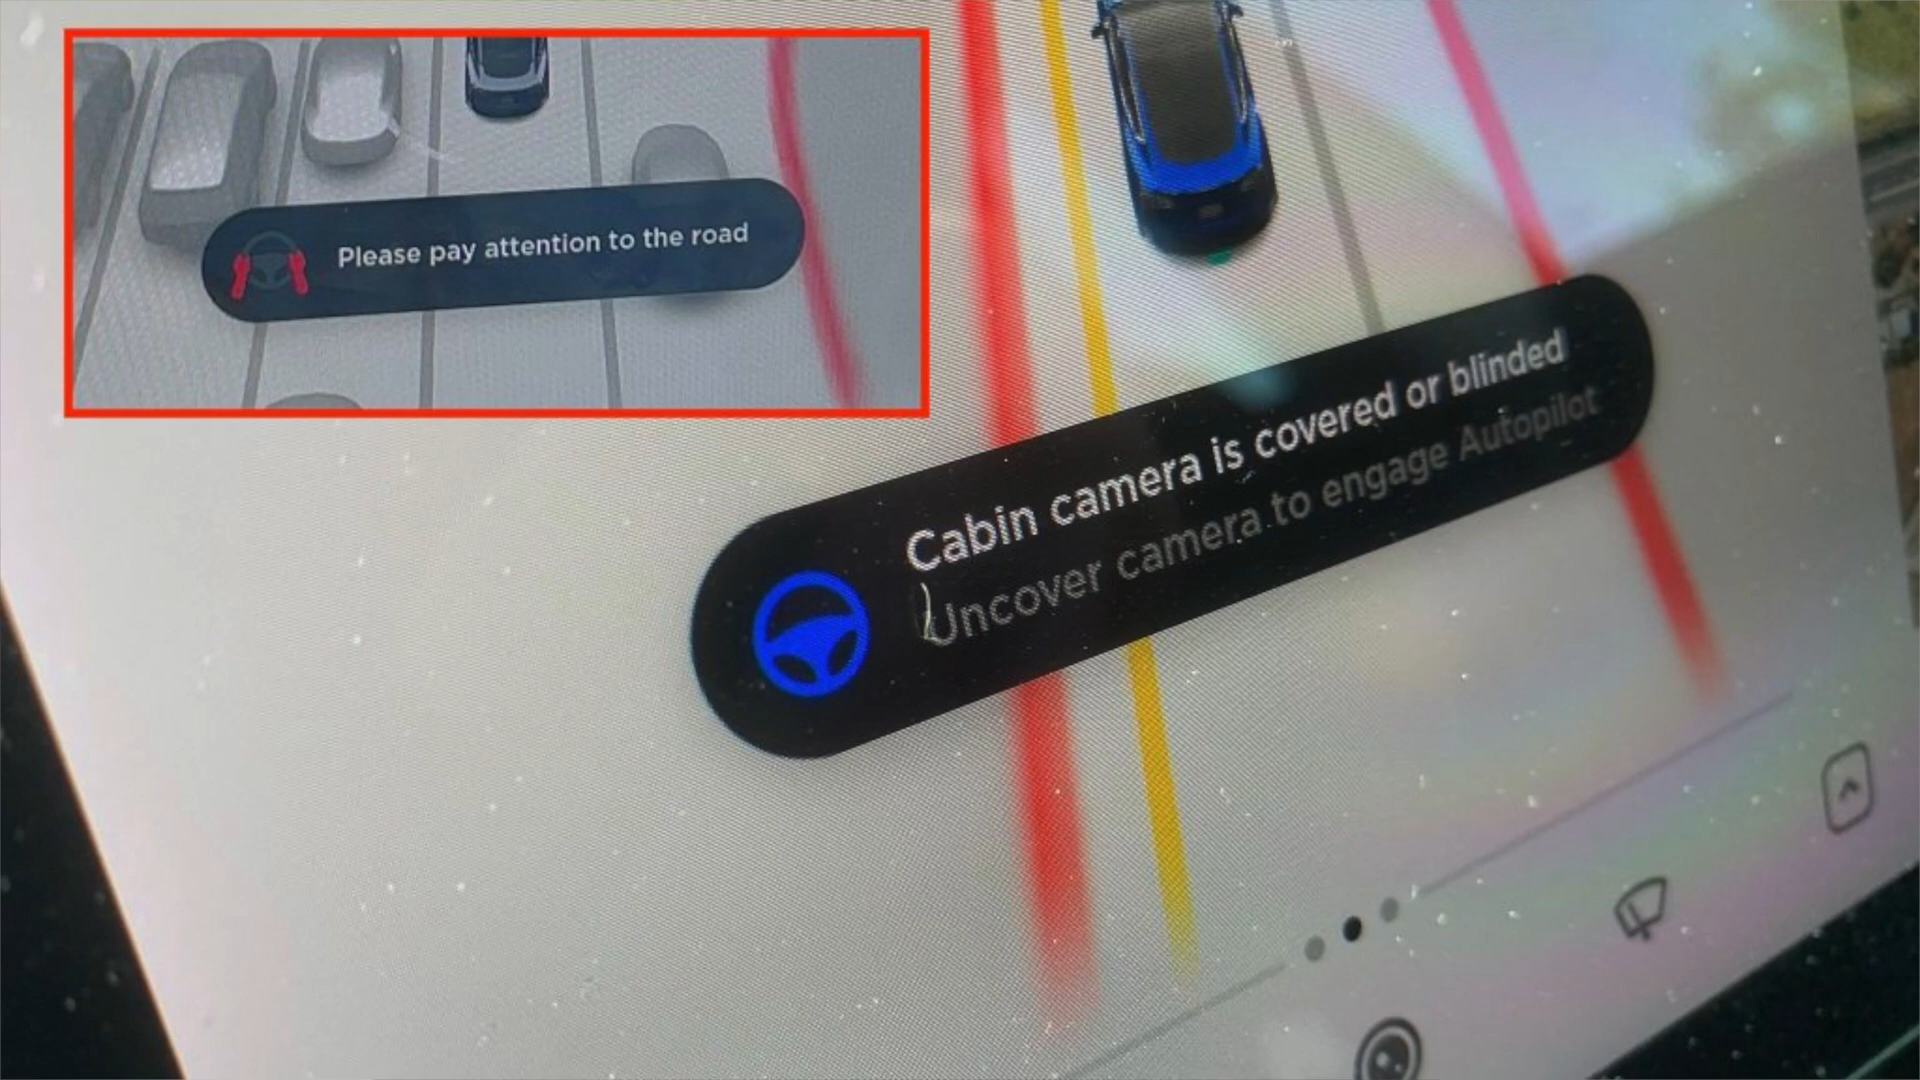 Please pay attention to the road
Cabin camera is covered or blinded
Uncover camera to engage Autopilot